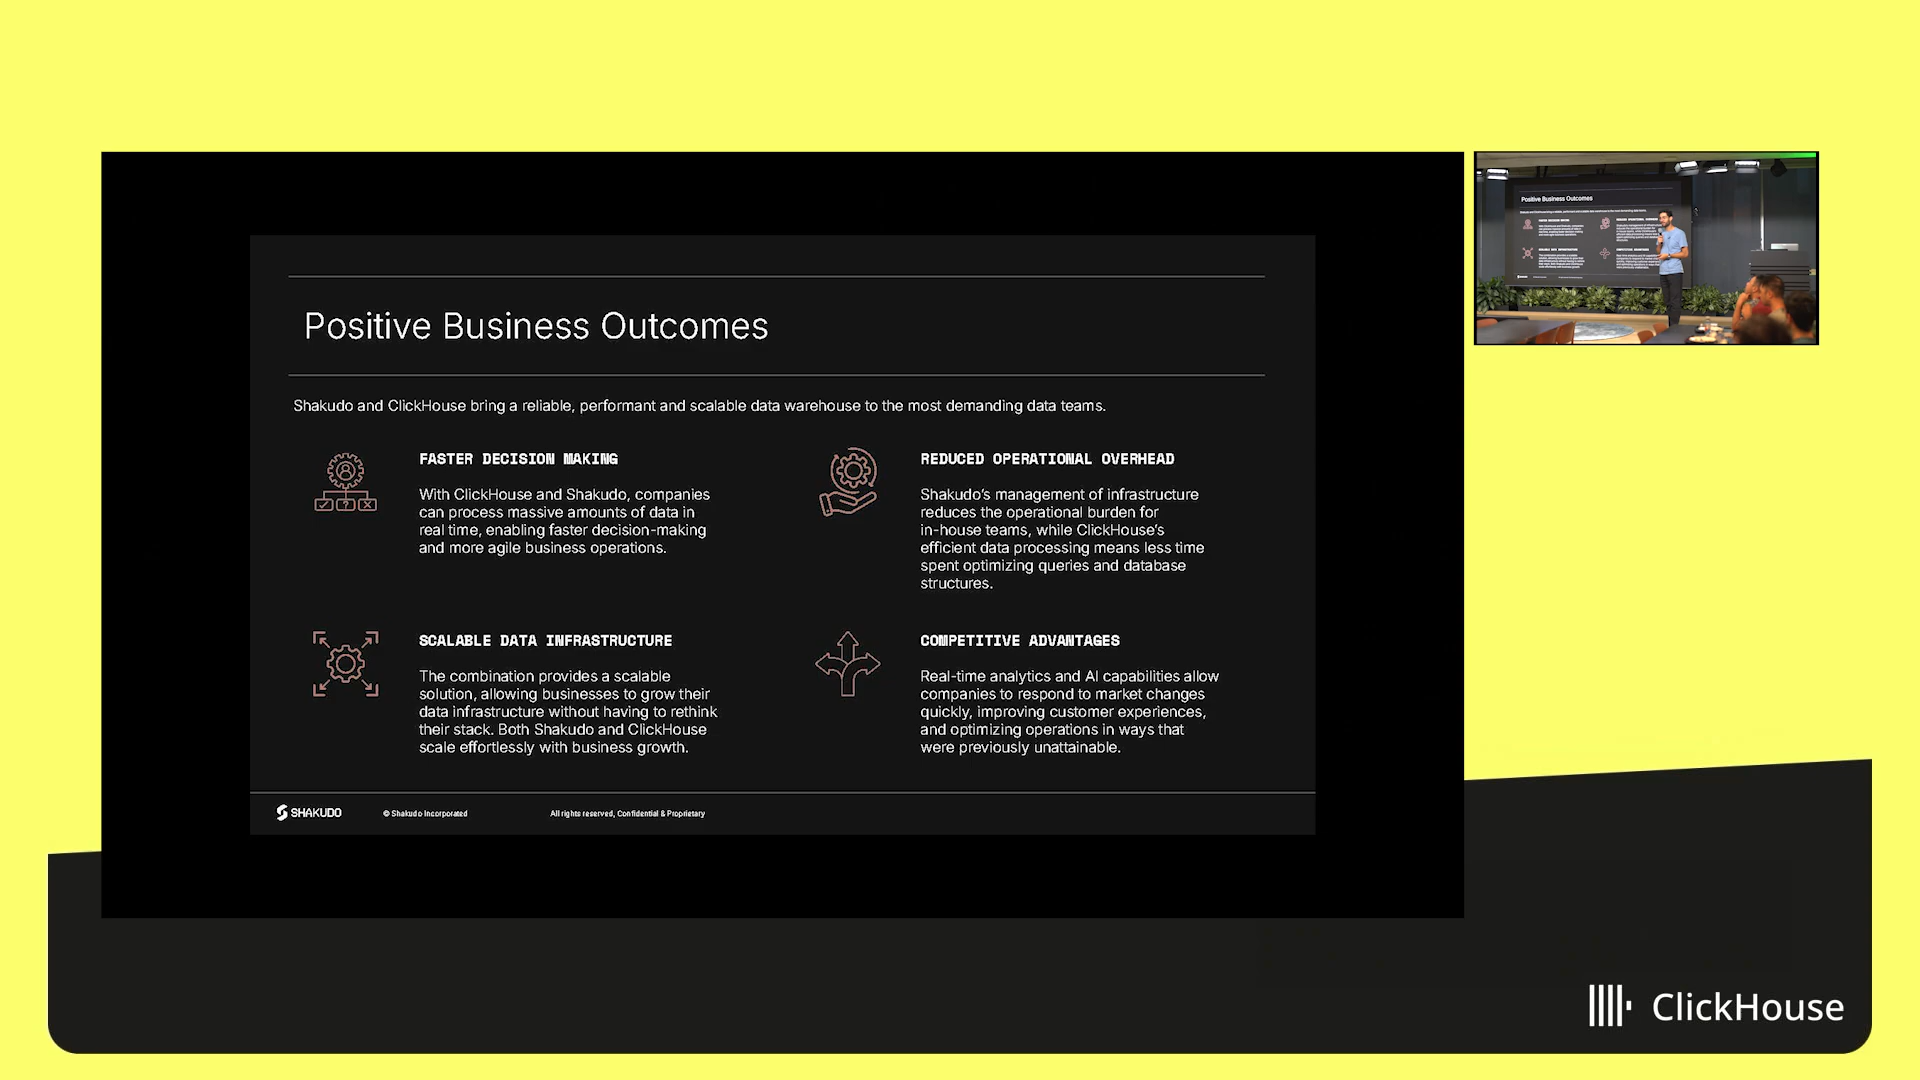 Positive Business Outcomes
Shakudo and ClickHouse bring a reliable, performant and scalable data warehouse to the most demanding data teams.
FASTER DECISION MAKING
With ClickHouse and Shakudo, companies
can process massive amounts of data in
real time, enabling faster decision-making
and more agile business operations.
REDUCED OPERATIONAL OVERHEAD
Shakudo's management of infrastructure
reduces the operational burden for
in-house teams, while ClickHouse's
efficient data processing means less time
spent optimizing queries and database
structures.
SCALABLE DATA INFRASTRUCTURE
The combination provides a scalable
solution, allowing businesses to grow their
data infrastructure without having to rethink
their stack. Both Shakudo and ClickHouse
scale effortlessly with business growth.
COMPETITIVE ADVANTAGES
Real-time analytics and AI capabilities allow
companies to respond to market changes
quickly, improving customer experiences,
and optimizing operations in ways that
were previously unattainable.
SHAKUDO © Shakudo Incorporated All rights reserved, Confidential & Proprietary
Positive Business Outcomes
ClickHouse